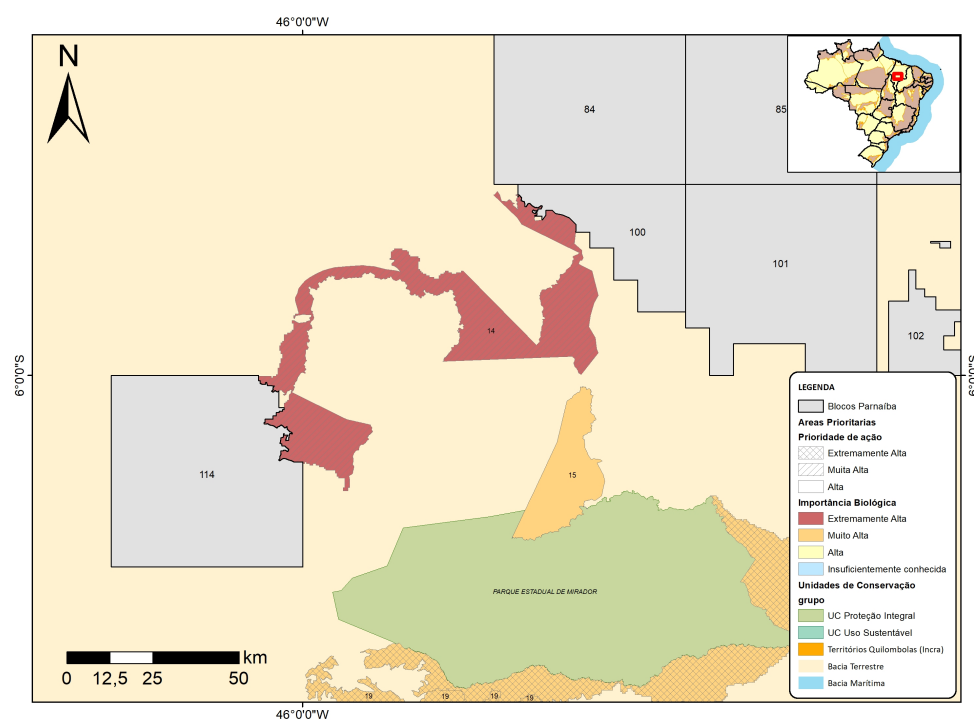 46°0'0"W
N
84
85
100
101
14
102
6°0'0"S
6°0'0"S
114
15
PARQUE ESTADUAL DE MIRADOR
LEGENDA
Blocos Parnaíba
Areas Prioritarias
Prioridade de ação
Extremamente Alta
Muita Alta
Alta
Importância Biológica
Extremamente Alta
Muito Alta
Alta
Insuficientemente conhecida
Unidades de Conservação
grupo
UC Proteção Integral
UC Uso Sustentável
Territórios Quilombolas (Incra)
Bacia Terrestre
Bacia Marítima
km
0 12,5 25 50
19 19 19 19
46°0'0"W